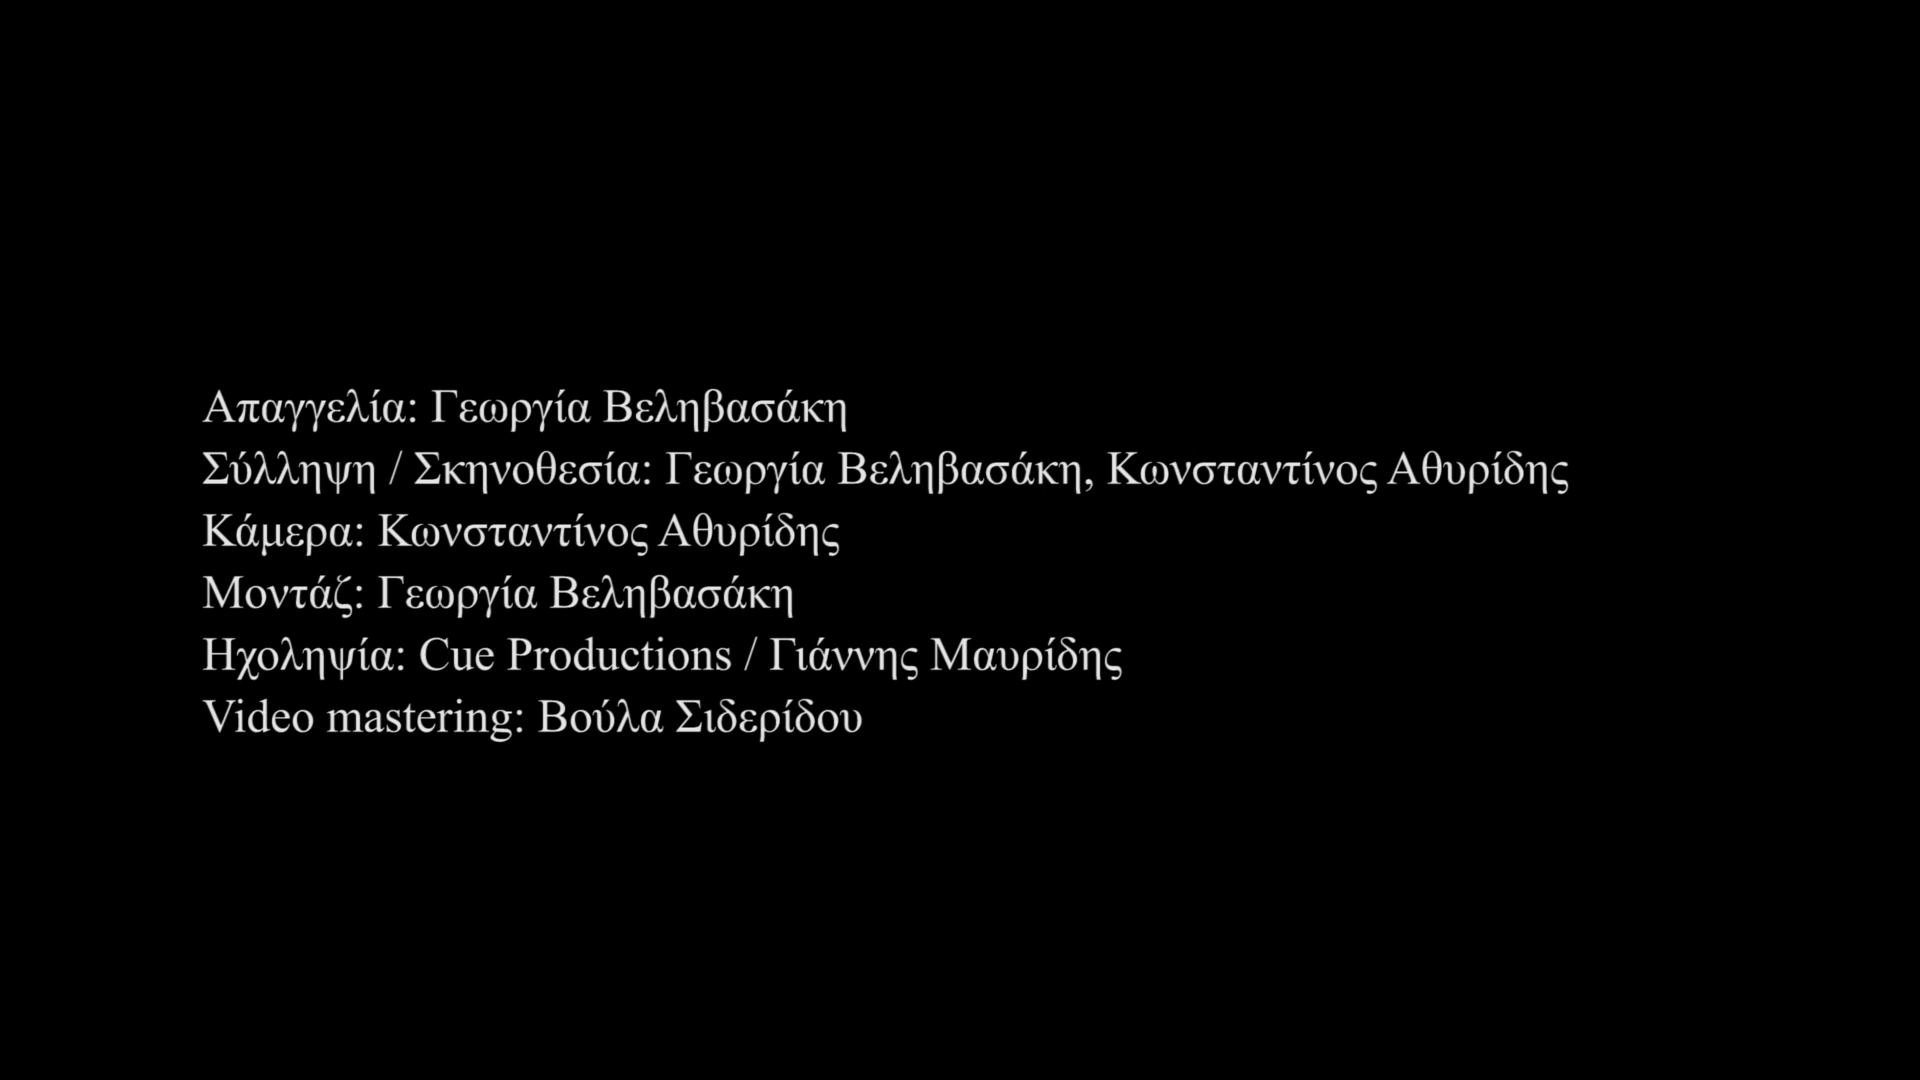 Απαγγελία: Γεωργία Βεληβασάκη
Σύλληψη / Σκηνοθεσία: Γεωργία Βεληβασάκη, Κωνσταντίνος Αθυρίδης
Κάμερα: Κωνσταντίνος Αθυρίδης
Μοντάζ: Γεωργία Βεληβασάκη
Ηχοληψία: Cue Productions / Γιάννης Μαυρίδης
Video mastering: Βούλα Σιδερίδου